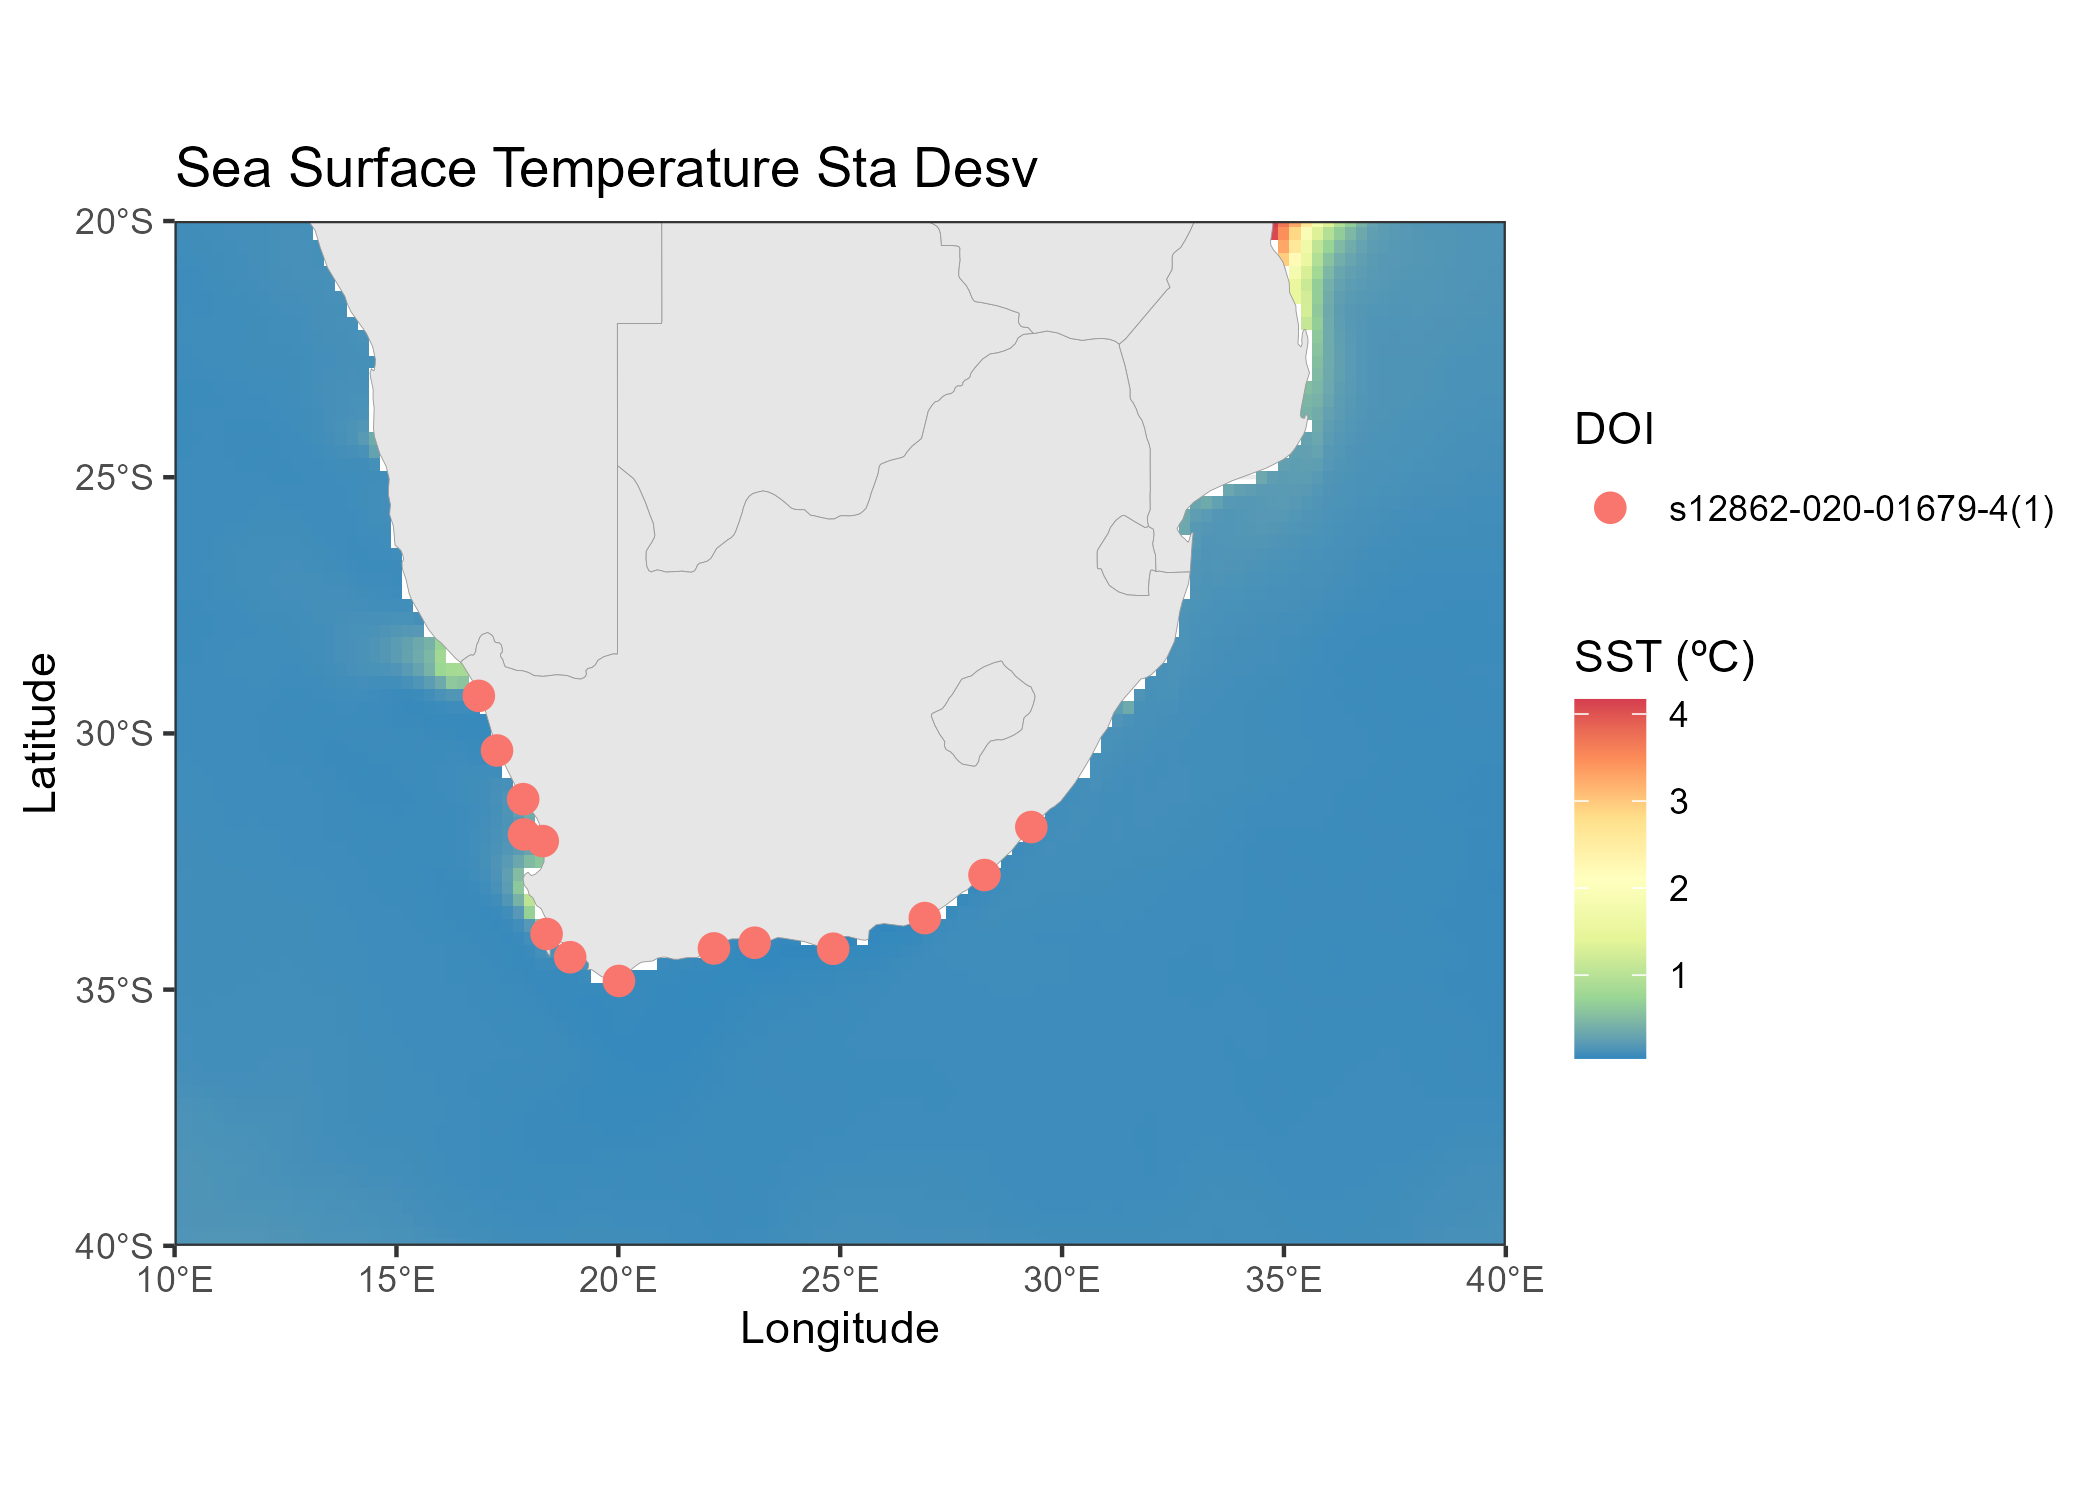 Sea Surface Temperature Sta Desv
20°S
25°S
30°S
35°S
40°S
Latitude
10°E
15°E
20°E
25°E
30°E
35°E
40°E
Longitude
DOI
s12862-020-01679-4(1)
SST (ºC)
4
3
2
1